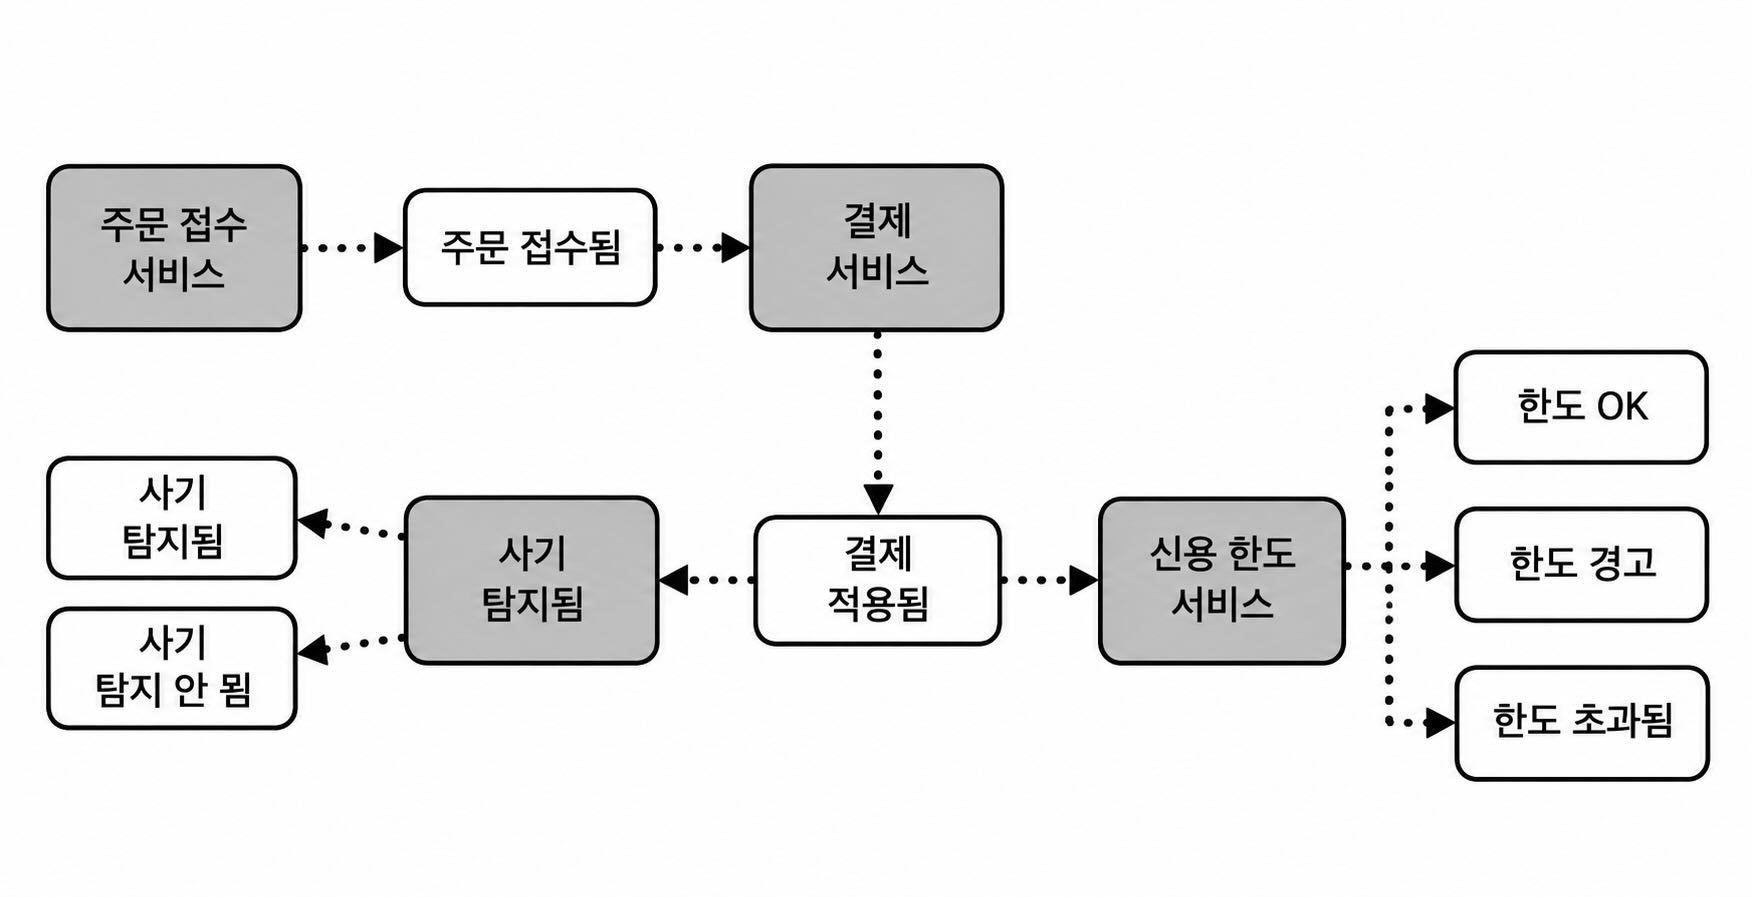 주문 접수
서비스
주문 접수됨
결제
서비스
한도 OK
사기
탐지됨
사기
탐지됨
결제
적용됨
신용 한도
서비스
한도 경고
사기
탐지 안 됨
한도 초과됨